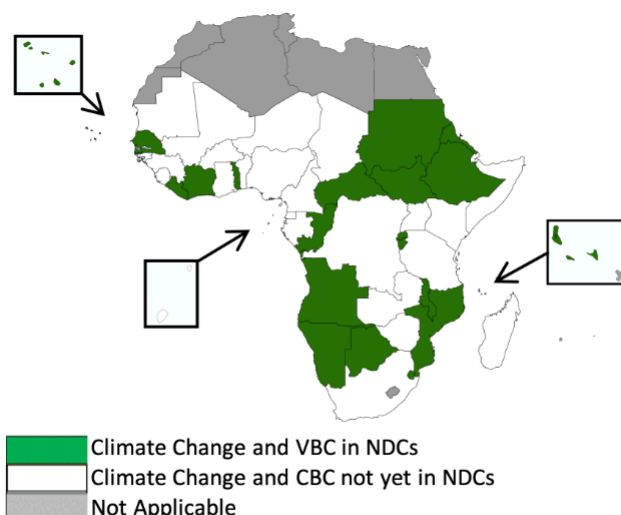 Climate Change and VBC in NDCs
Climate Change and CBC not yet in NDCs
Not Applicable